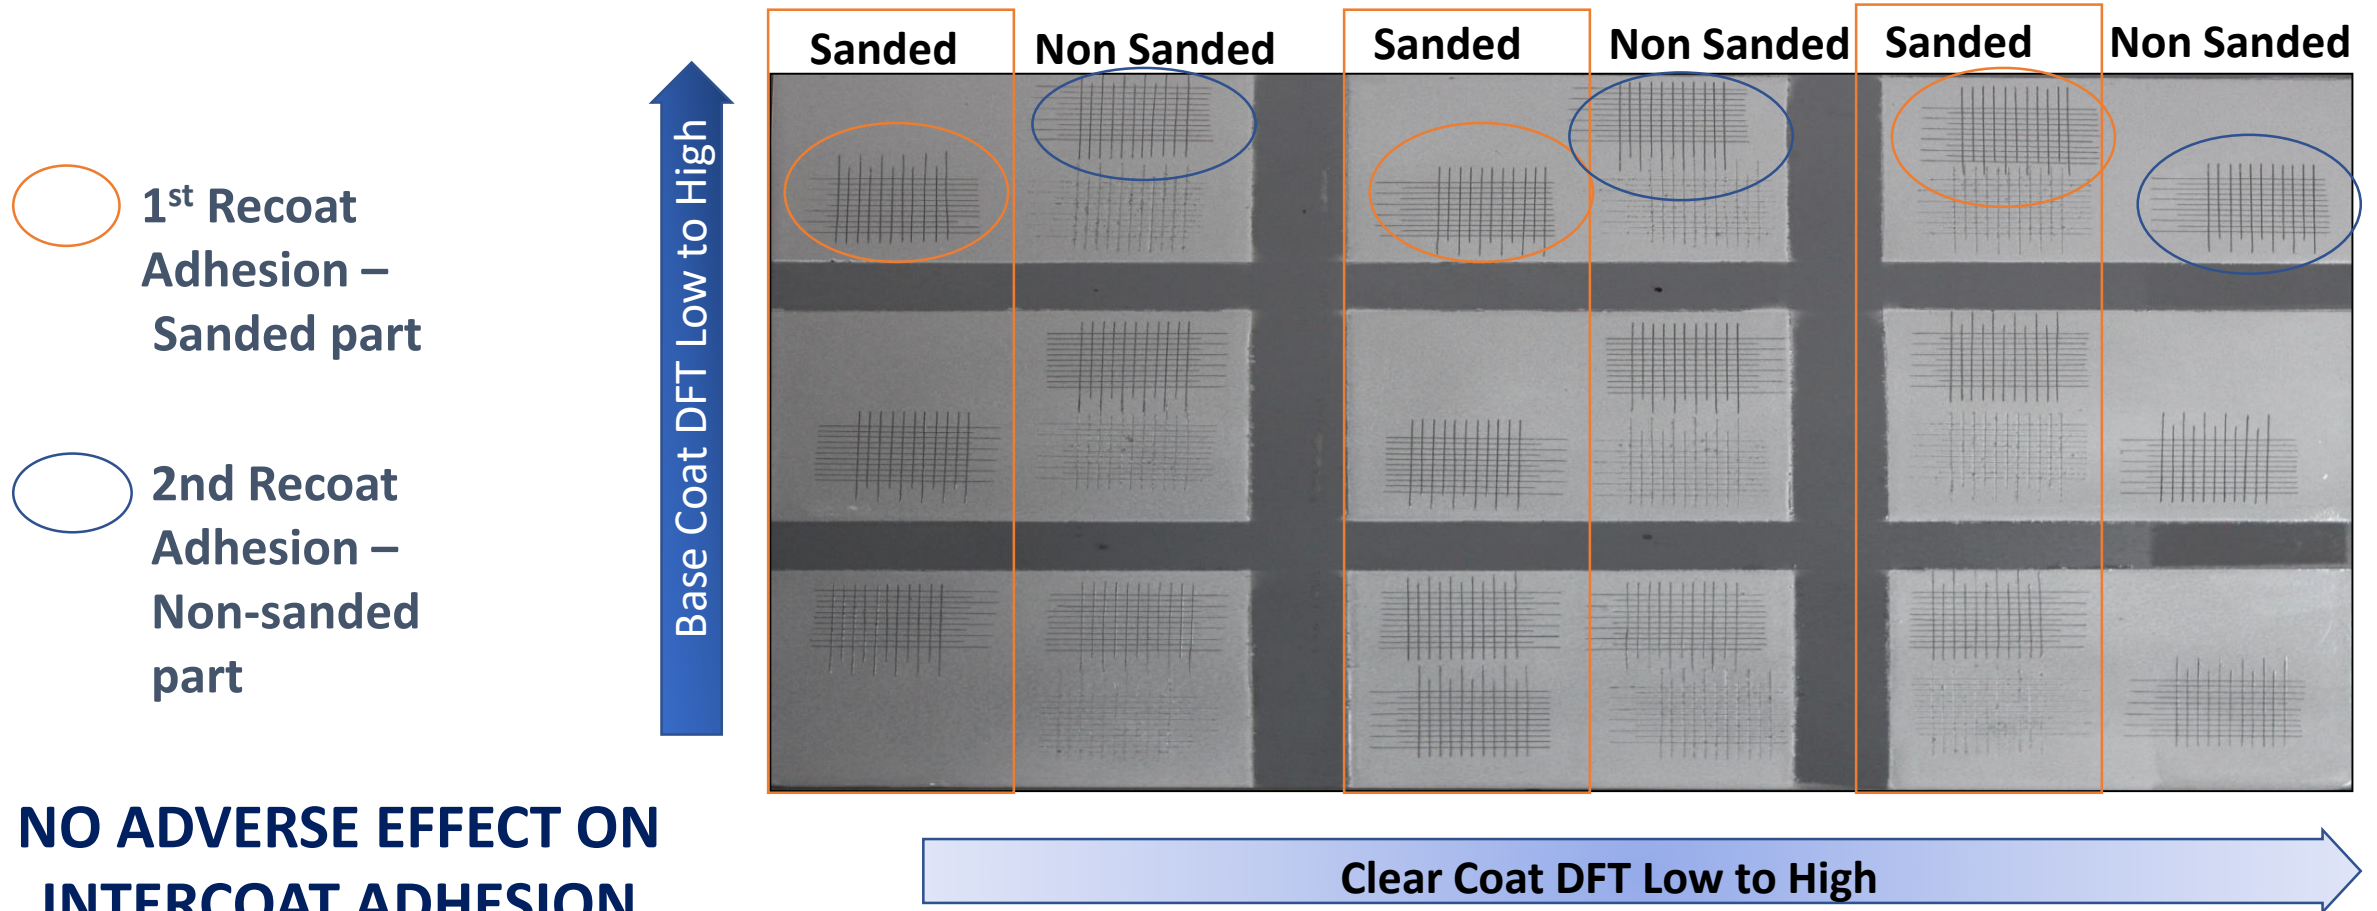 Sanded
Non Sanded
Sanded
Non Sanded
Sanded
Non Sanded
1st Recoat
Adhesion –
Sanded part
2nd Recoat
Adhesion –
Non-sanded
part
Base Coat DFT Low to High
NO ADVERSE EFFECT ON
INTERCOAT ADHESION
Clear Coat DFT Low to High